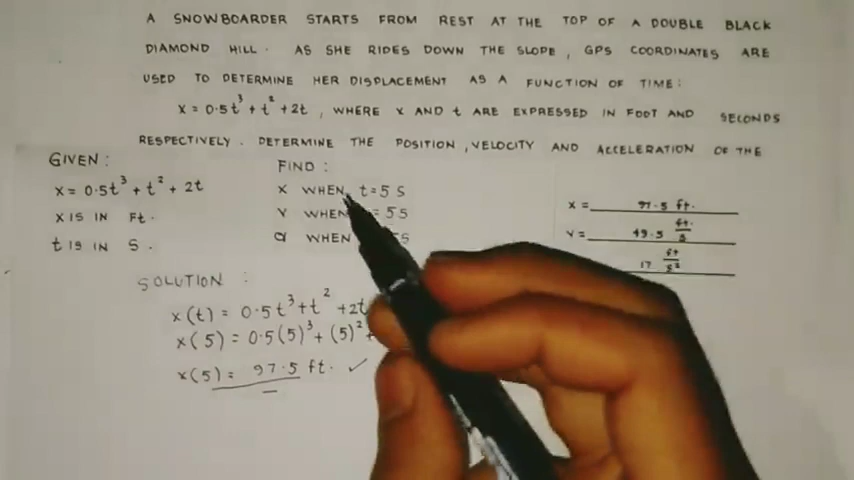 A SNOWBOARDER STARTS FROM REST AT THE TOP OF A DOUBLE BLACK
DIAMOND HILL. AS SHE RIDES DOWN THE SLOPE, GPS COORDINATES ARE
USED TO DETERMINE HER DISPLACEMENT AS A FUNCTION OF TIME:
x = 0.5t³ + t² + 2t, WHERE x AND t ARE EXPRESSED IN FOOT AND SECONDS
RESPECTIVELY. DETERMINE THE POSITION, VELOCITY AND ACCELERATION OF THE
GIVEN:
x = 0.5t³ + t² + 2t
x IS IN Ft.
t IS IN S.
FIND:
X WHEN t=5 S
V WHEN = 5S
a WHEN S
x = 97.5 ft.
V = 49.5 ft/s
17 ft/s²
SOLUTION:
x(t) = 0.5t³ + t² + 2t
x(5) = 0.5(5)³ + (5)² +
x(5) = 97.5 ft. ✓